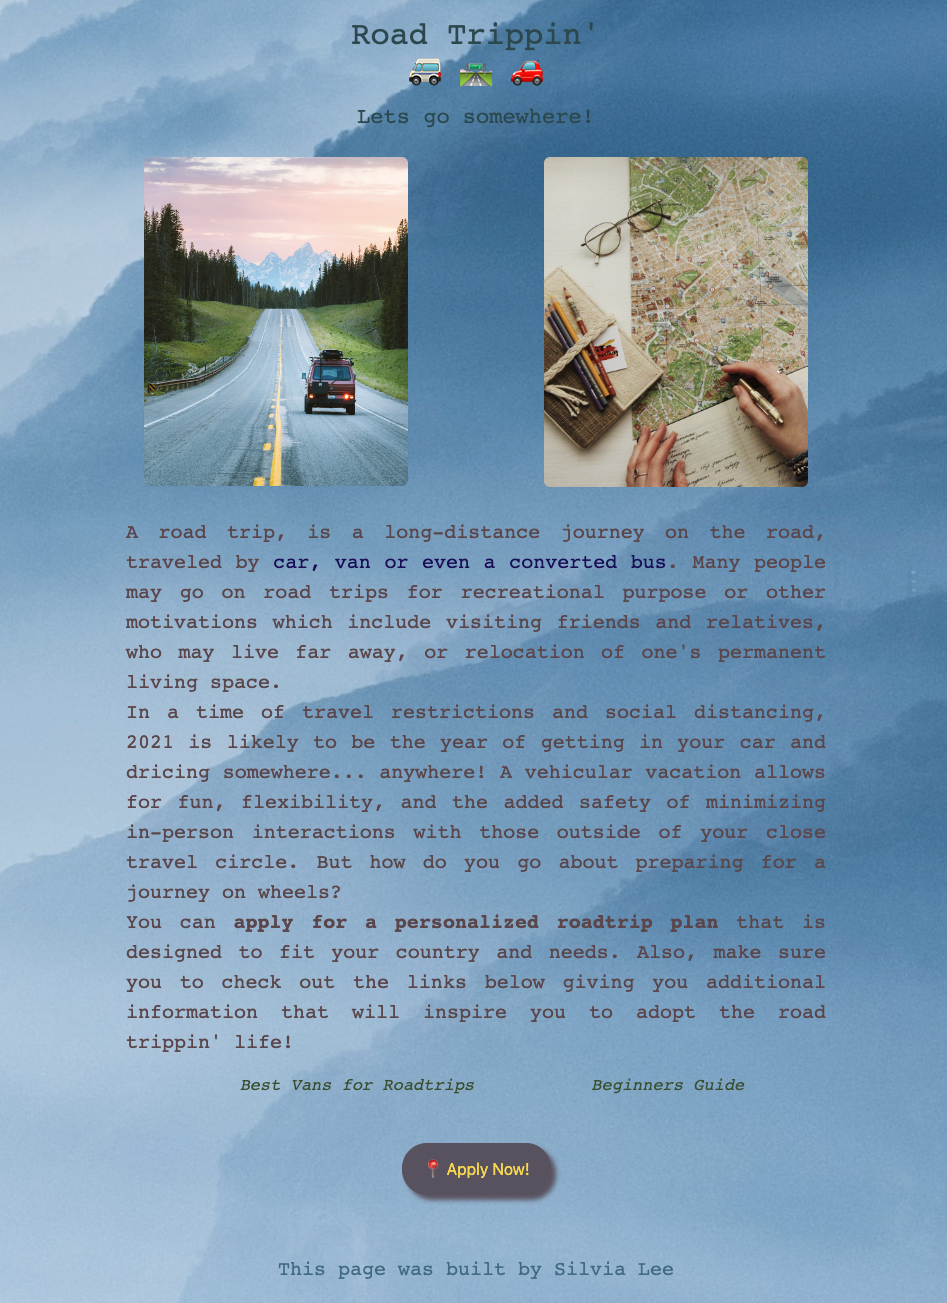 Road Trippin'
🚐 🛣️ 🚗
Lets go somewhere!
A road trip, is a long-distance journey on the road,
traveled by car, van or even a converted bus. Many people
may go on road trips for recreational purpose or other
motivations which include visiting friends and relatives,
who may live far away, or relocation of one's permanent
living space.
In a time of travel restrictions and social distancing,
2021 is likely to be the year of getting in your car and
dricing somewhere... anywhere! A vehicular vacation allows
for fun, flexibility, and the added safety of minimizing
in-person interactions with those outside of your close
travel circle. But how do you go about preparing for a
journey on wheels?
You can apply for a personalized roadtrip plan that is
designed to fit your country and needs. Also, make sure
you to check out the links below giving you additional
information that will inspire you to adopt the road
trippin' life!
Best Vans for Roadtrips Beginners Guide
📍 Apply Now!
This page was built by Silvia Lee